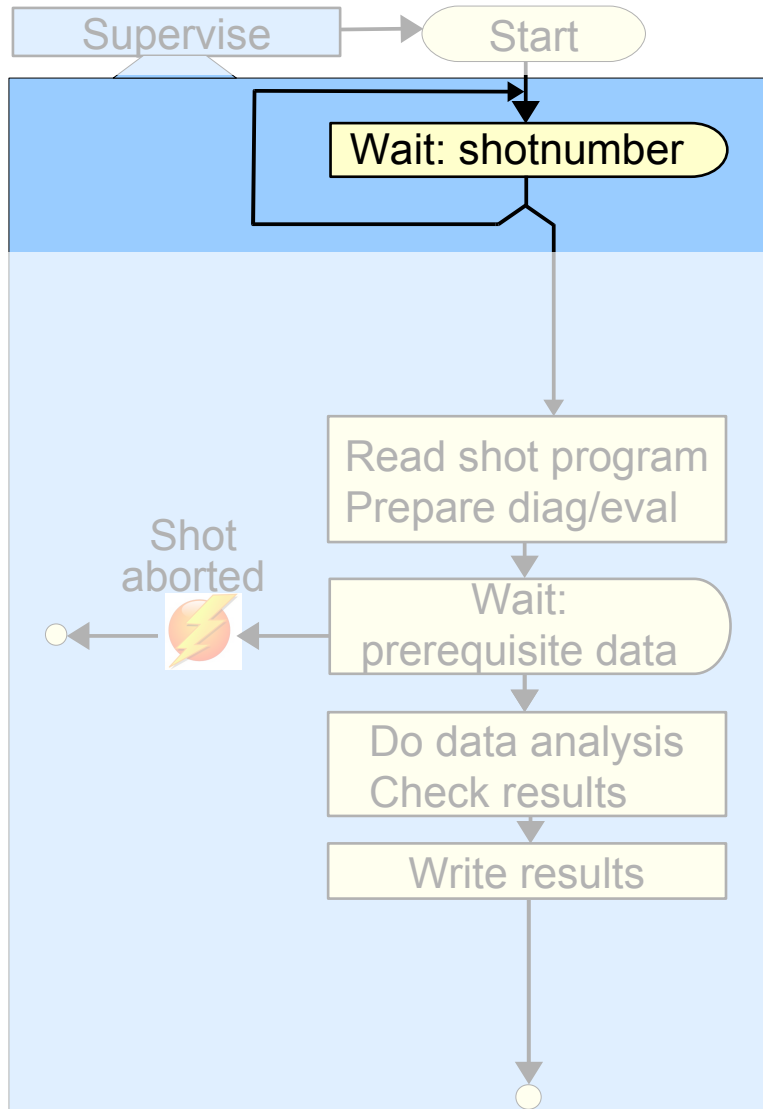 Supervise
Start
Wait: shotnumber
Read shot program
Prepare diag/eval
Shot
aborted
Wait:
prerequisite data
Do data analysis
Check results
Write results